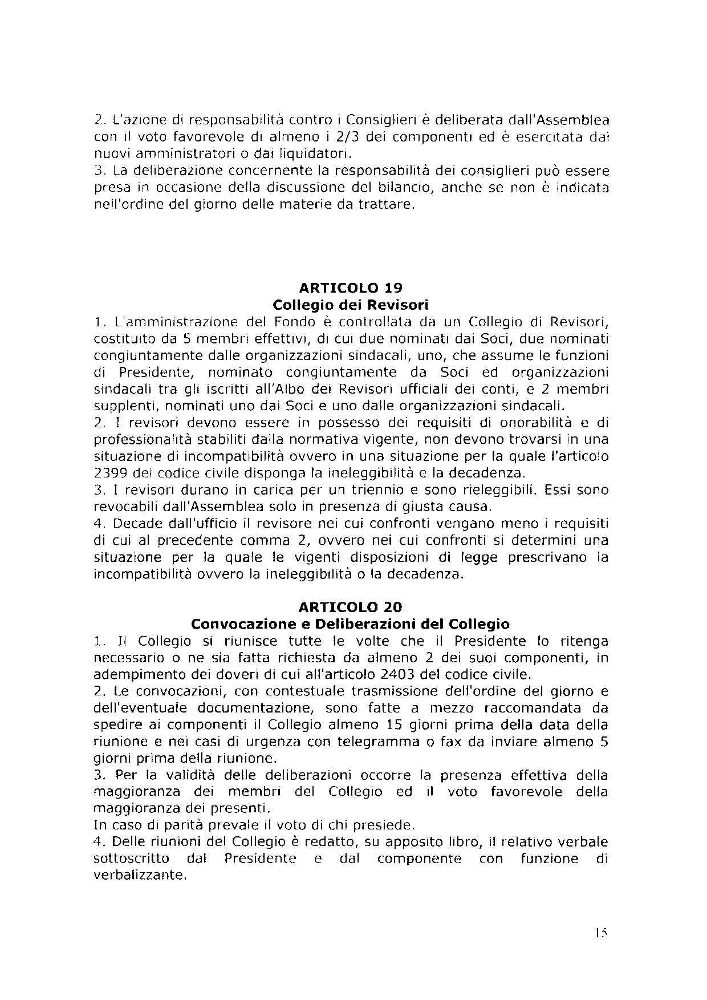 2. L'azione di responsabilità contro i Consiglieri è deliberata dall'Assemblea
con il voto favorevole di almeno i 2/3 dei componenti ed è esercitata dai
nuovi amministratori o dai liquidatori.
3. La deliberazione concernente la responsabilità dei consiglieri può essere
presa in occasione della discussione del bilancio, anche se non è indicata
nell'ordine del giorno delle materie da trattare.
ARTICOLO 19
Collegio dei Revisori
1. L'amministrazione del Fondo è controllata da un Collegio di Revisori,
costituito da 5 membri effettivi, di cui due nominati dai Soci, due nominati
congiuntamente dalle organizzazioni sindacali, uno, che assume le funzioni
di Presidente, nominato congiuntamente da Soci ed organizzazioni
sindacali tra gli iscritti all'Albo dei Revisori ufficiali dei conti, e 2 membri
supplenti, nominati uno dai Soci e uno dalle organizzazioni sindacali.
2. I revisori devono essere in possesso dei requisiti di onorabilità e di
professionalità stabiliti dalla normativa vigente, non devono trovarsi in una
situazione di incompatibilità ovvero in una situazione per la quale l'articolo
2399 del codice civile disponga la ineleggibilità e la decadenza.
3. I revisori durano in carica per un triennio e sono rieleggibili. Essi sono
revocabili dall'Assemblea solo in presenza di giusta causa.
4. Decade dall'ufficio il revisore nei cui confronti vengano meno i requisiti
di cui al precedente comma 2, ovvero nei cui confronti si determini una
situazione per la quale le vigenti disposizioni di legge prescrivano la
incompatibilità ovvero la ineleggibilità o la decadenza.
ARTICOLO 20
Convocazione e Deliberazioni del Collegio
1. Il Collegio si riunisce tutte le volte che il Presidente lo ritenga
necessario o ne sia fatta richiesta da almeno 2 dei suoi componenti, in
adempimento dei doveri di cui all'articolo 2403 del codice civile.
2. Le convocazioni, con contestuale trasmissione dell'ordine del giorno e
dell'eventuale documentazione, sono fatte a mezzo raccomandata da
spedire ai componenti il Collegio almeno 15 giorni prima della data della
riunione e nei casi di urgenza con telegramma o fax da inviare almeno 5
giorni prima della riunione.
3. Per la validità delle deliberazioni occorre la presenza effettiva della
maggioranza dei membri del Collegio ed il voto favorevole della
maggioranza dei presenti.
In caso di parità prevale il voto di chi presiede.
4. Delle riunioni del Collegio è redatto, su apposito libro, il relativo verbale
sottoscritto dal Presidente e dal componente con funzione di
verbalizzante.
15